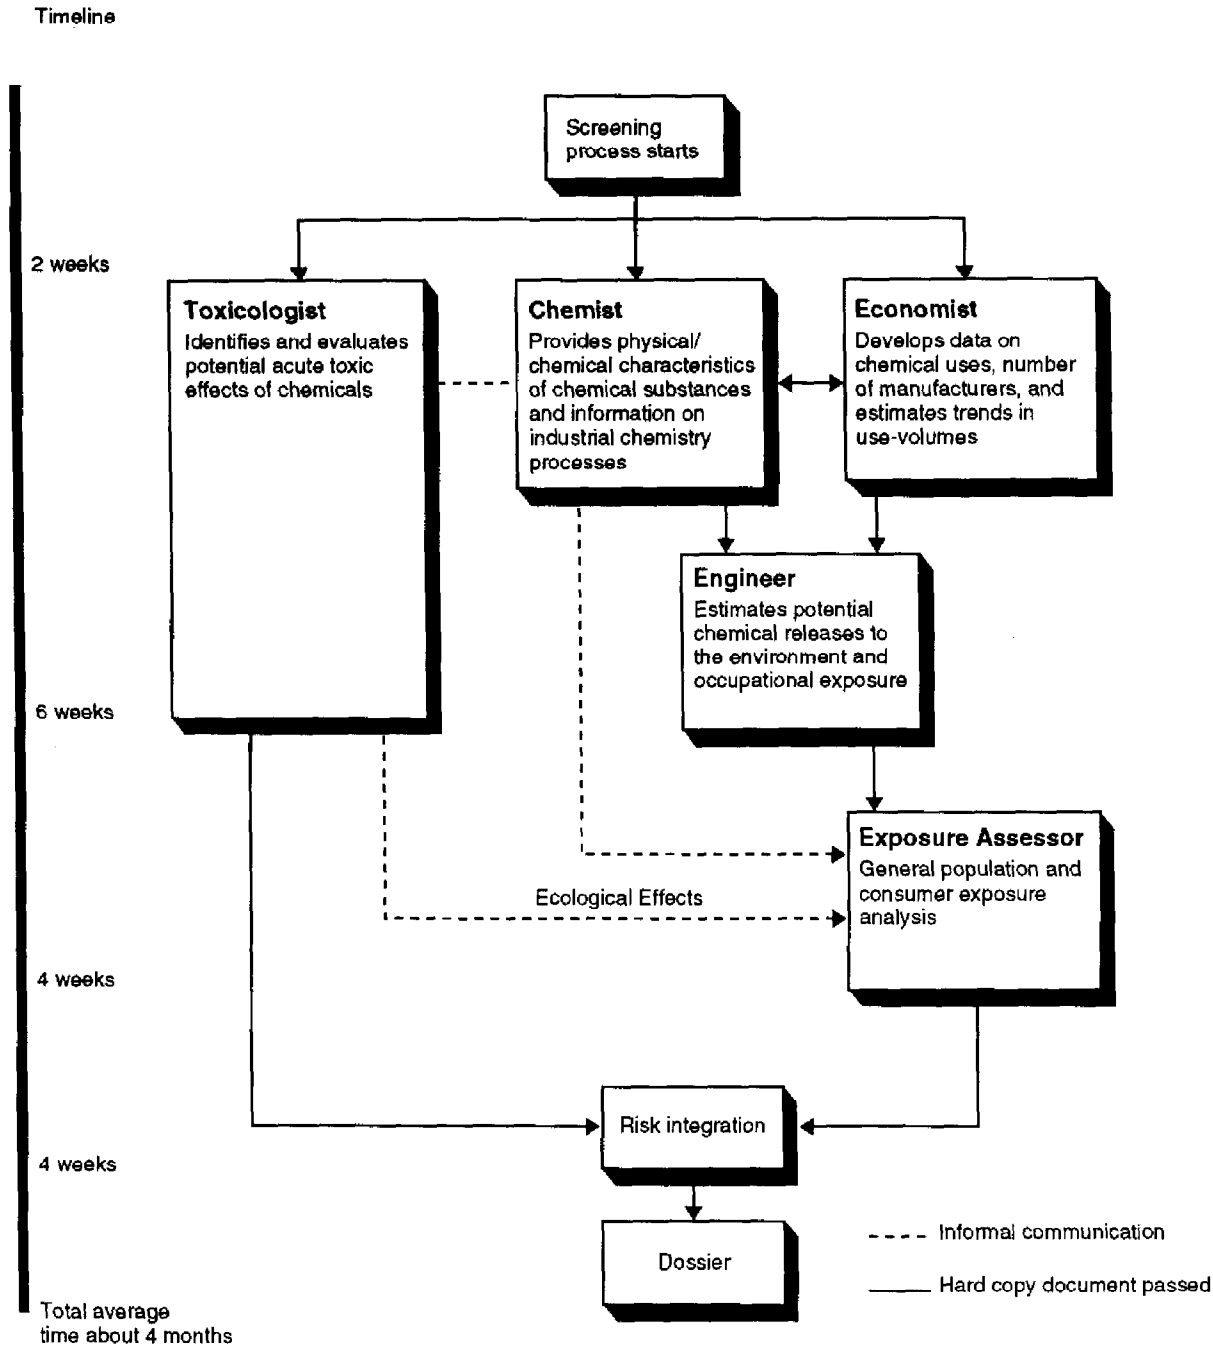 Timeline
Screening
process starts
2 weeks
Toxicologist
Identifies and evaluates
potential acute toxic
effects of chemicals
Chemist
Provides physical/
chemical characteristics
of chemical substances
and information on
industrial chemistry
processes
Economist
Develops data on
chemical uses, number
of manufacturers, and
estimates trends in
use-volumes
Engineer
Estimates potential
chemical releases to
the environment and
occupational exposure
6 weeks
Exposure Assessor
General population and
consumer exposure
analysis
Ecological Effects
4 weeks
Risk integration
4 weeks
Dossier
Informal communication
Hard copy document passed
Total average
time about 4 months